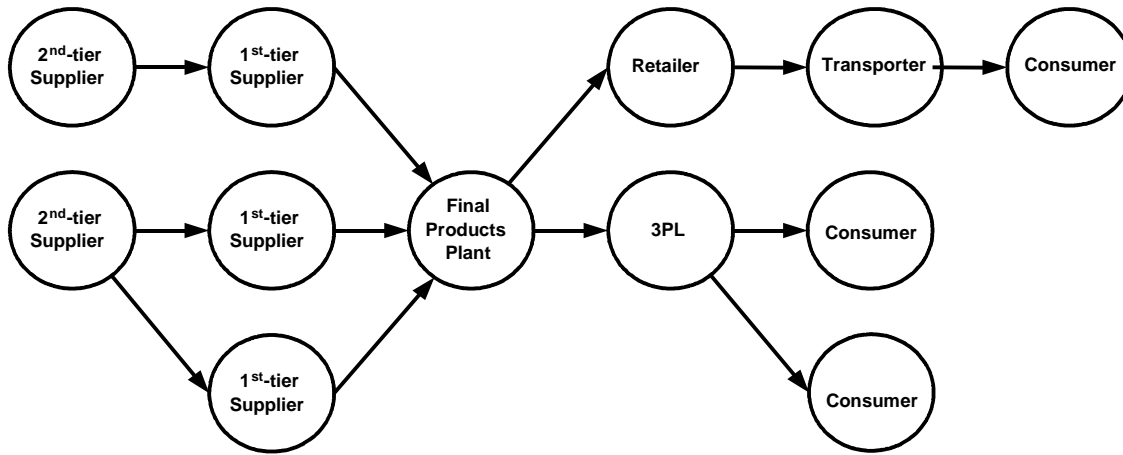 2nd-tier
Supplier
1st-tier
Supplier
Retailer
Transporter
Consumer
2nd-tier
Supplier
1st-tier
Supplier
Final
Products
Plant
3PL
Consumer
1st-tier
Supplier
Consumer